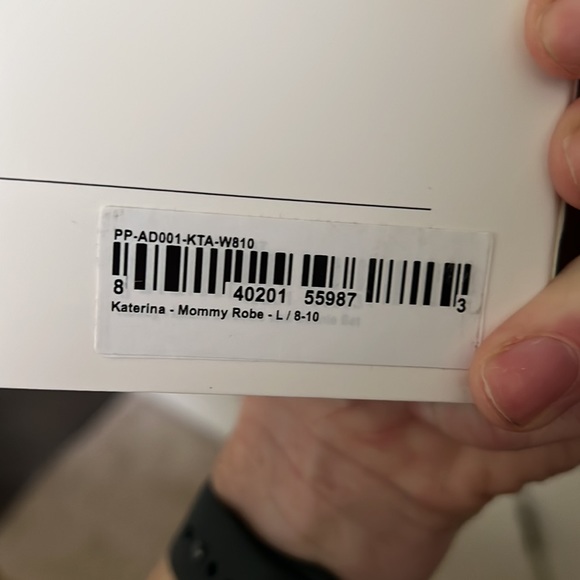 PP-AD001-KTA-W810
8 40201 55987 3
Katerina - Mommy Robe - L / 8-10